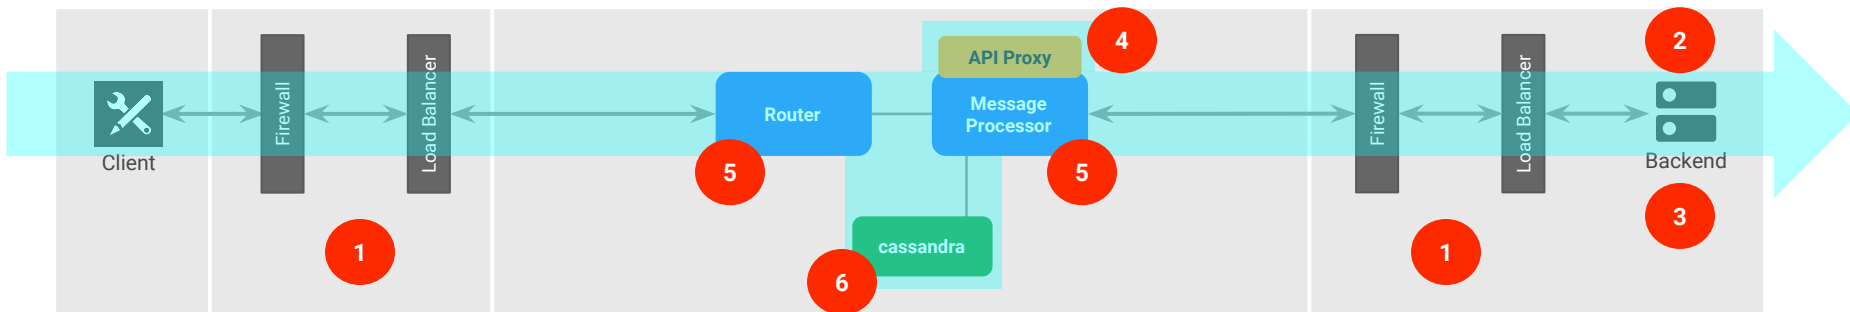 2
4
API Proxy
Firewall
Load Balancer
Router
Message
Processor
Firewall
Load Balancer
Client
Backend
5
5
3
1
cassandra
1
6